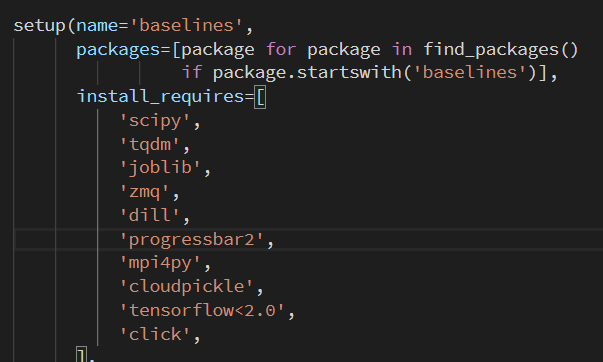 setup(name='baselines',
packages=[package for package in find_packages()
if package.startswith('baselines')],
install_requires=[
'scipy',
'tqdm',
'joblib',
'zmq',
'dill',
'progressbar2',
'mpi4py',
'cloudpickle',
'tensorflow<2.0',
'click',
],